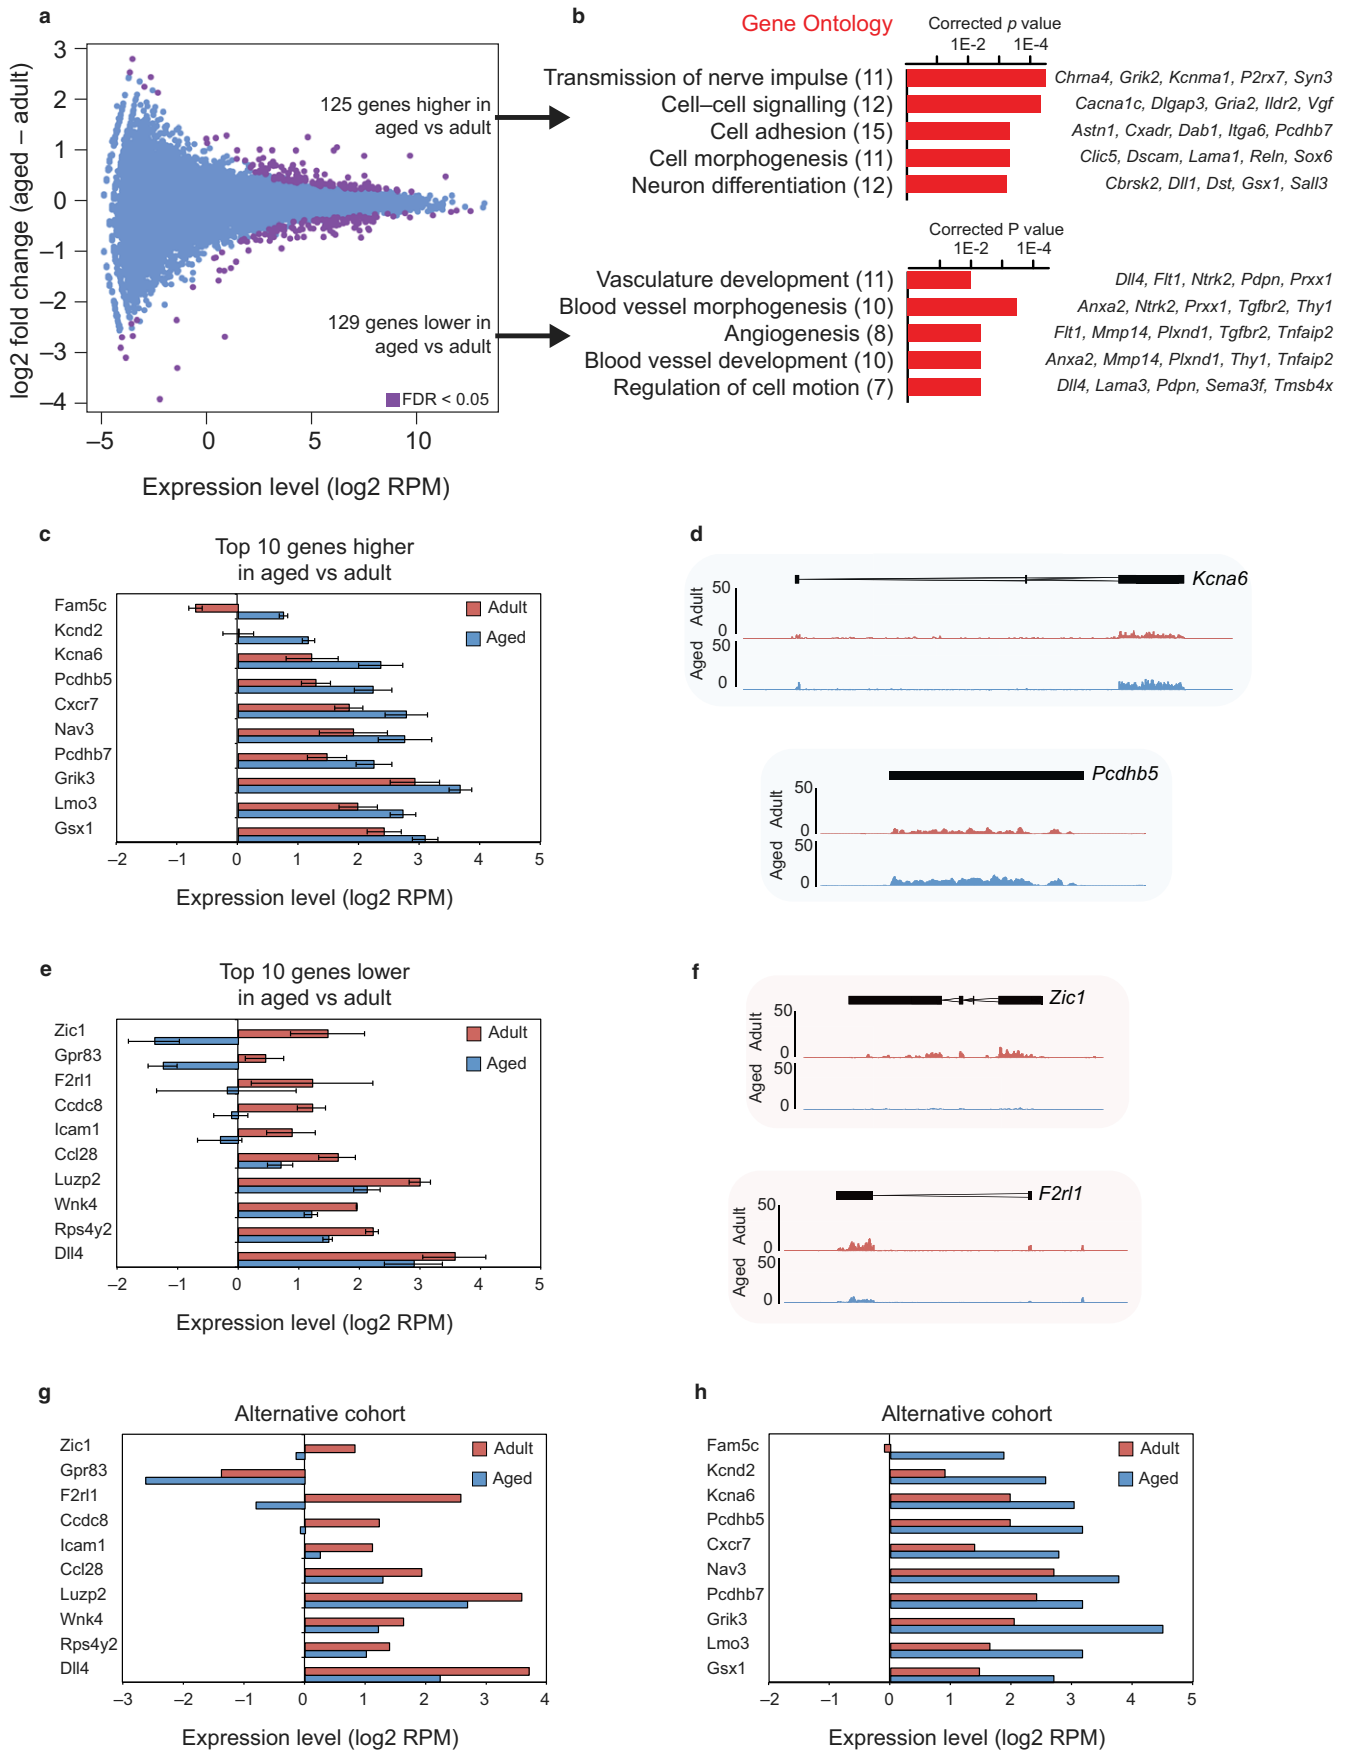 a
log2 fold change (aged – adult)
3
2
1
0
–1
–2
–3
–4
125 genes higher in
aged vs adult
129 genes lower in
aged vs adult
FDR < 0.05
–5
0
5
10
Expression level (log2 RPM)
b
Gene Ontology
Corrected p value
1E-2
1E-4
Transmission of nerve impulse (11)
Chrna4, Grik2, Kcnma1, P2rx7, Syn3
Cell–cell signalling (12)
Cacna1c, Dlgap3, Gria2, Ildr2, Vgf
Cell adhesion (15)
Astn1, Cxadr, Dab1, Itga6, Pcdhb7
Cell morphogenesis (11)
Clic5, Dscam, Lama1, Reln, Sox6
Neuron differentiation (12)
Cbrsk2, Dll1, Dst, Gsx1, Sall3
Corrected P value
1E-2
1E-4
Vasculature development (11)
Dll4, Flt1, Ntrk2, Pdpn, Prxx1
Blood vessel morphogenesis (10)
Anxa2, Ntrk2, Prxx1, Tgfbr2, Thy1
Angiogenesis (8)
Flt1, Mmp14, Plxnd1, Tgfbr2, Tnfaip2
Blood vessel development (10)
Anxa2, Mmp14, Plxnd1, Thy1, Tnfaip2
Regulation of cell motion (7)
Dll4, Lama3, Pdpn, Sema3f, Tmsb4x
c
Top 10 genes higher
in aged vs adult
Fam5c
Kcnd2
Kcna6
Pcdhb5
Cxcr7
Nav3
Pcdhb7
Grik3
Lmo3
Gsx1
Adult
Aged
–2
–1
0
1
2
3
4
5
Expression level (log2 RPM)
d
Kcna6
50
Adult
0
50
Aged
0
Pcdhb5
50
Adult
0
50
Aged
0
e
Top 10 genes lower
in aged vs adult
Zic1
Gpr83
F2rl1
Ccdc8
Icam1
Ccl28
Luzp2
Wnk4
Rps4y2
Dll4
Adult
Aged
–2
–1
0
1
2
3
4
5
Expression level (log2 RPM)
f
Zic1
50
Adult
0
50
Aged
0
F2rl1
50
Adult
0
50
Aged
0
g
Alternative cohort
Zic1
Gpr83
F2rl1
Ccdc8
Icam1
Ccl28
Luzp2
Wnk4
Rps4y2
Dll4
Adult
Aged
–3
–2
–1
0
1
2
3
4
Expression level (log2 RPM)
h
Alternative cohort
Fam5c
Kcnd2
Kcna6
Pcdhb5
Cxcr7
Nav3
Pcdhb7
Grik3
Lmo3
Gsx1
Adult
Aged
–2
–1
0
1
2
3
4
5
Expression level (log2 RPM)